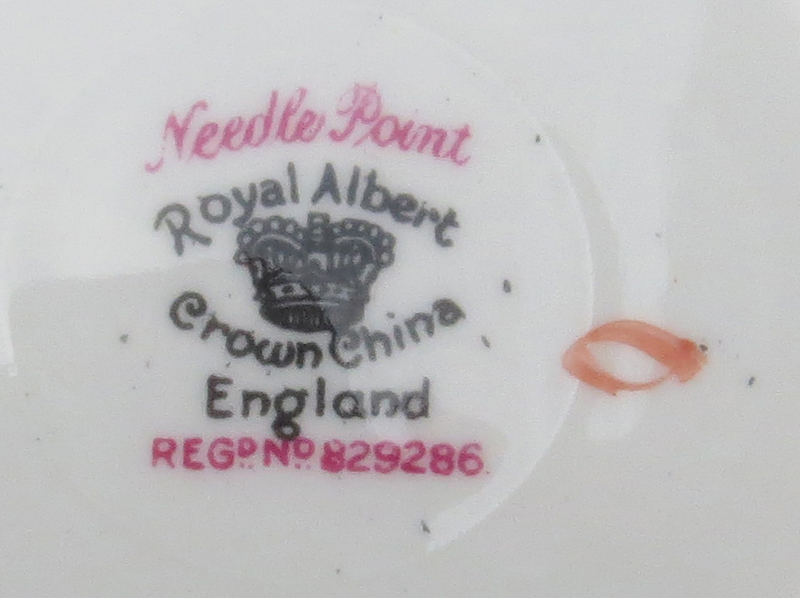 Needle Point
Royal Albert
Crown China
England
REGD. NO. 829286.